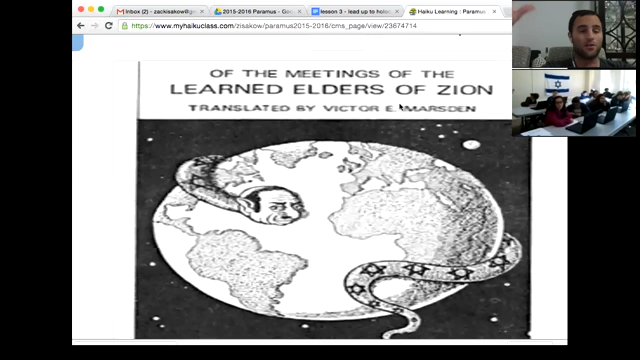 Inbox (2) - zackisakow@g
2015-2016 Paramus - Goo
lesson 3 - lead up to holoc
Haiku Learning : Paramus
https://www.myhaikuclass.com/zisakow/paramus2015-2016/cms_page/view/23674714
OF THE MEETINGS OF THE
LEARNED ELDERS OF ZION
TRANSLATED BY VICTOR E. MARSDEN